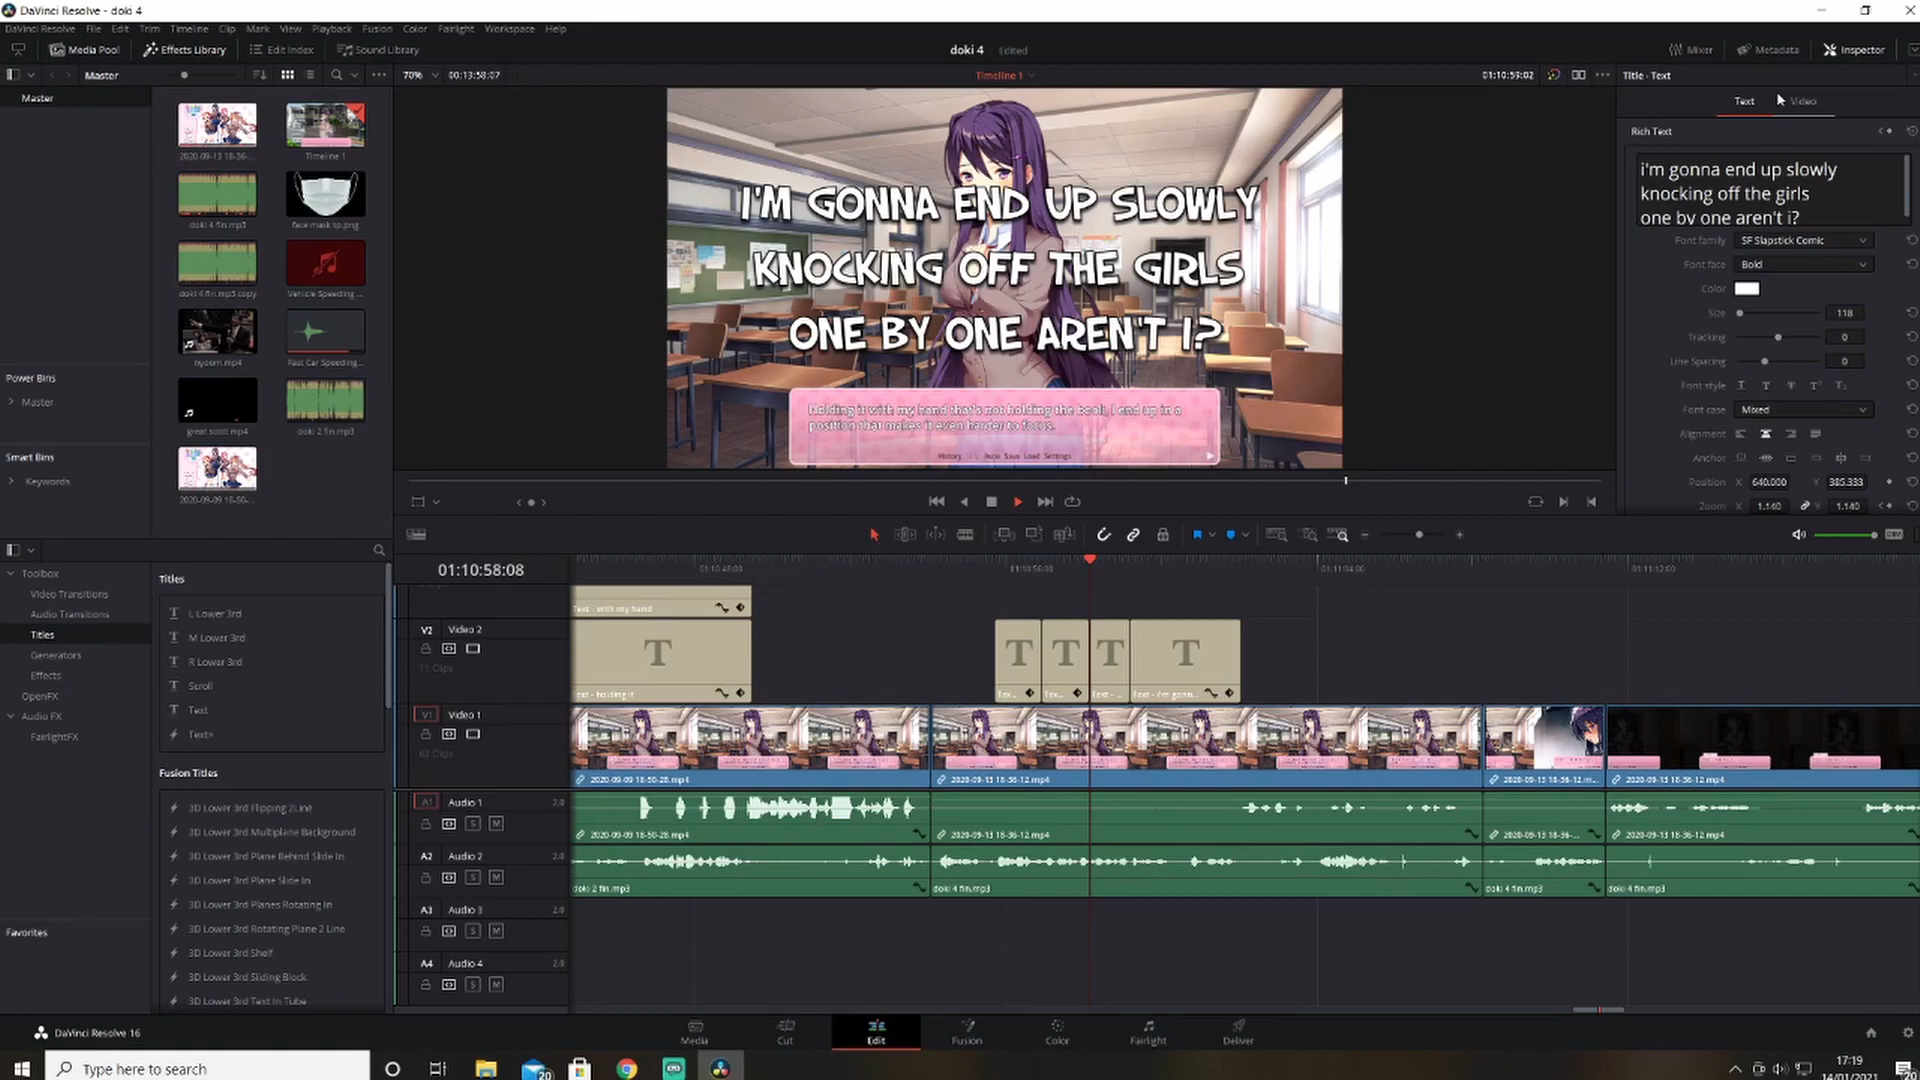 DaVinci Resolve - doki 4
DaVinci Resolve File Edit Trim Timeline Clip Mark View Playback Fusion Color Fairlight Workspace Help
Media Pool Effects Library Edit Index Sound Library
doki 4 Edited
Mixer Metadata Inspector
Master
70% 00:13:58:07
Timeline 1
01:10:59:02
Title - Text
Master
Text Video
Rich Text
i'm gonna end up slowly
knocking off the girls
one by one aren't i?
Font family SF Slapstick Comic
Font face Bold
Color
Size 118
Tracking 0
Line Spacing 0
Font style
Font case Mixed
Alignment
Anchor
Position X 640.000 Y 385.333
Zoom X 1.140 Y 1.140
2020-09-13 18-36-... Timeline 1
doki 4 fin.mp3 face mask tp.png
doki 4 fin.mp3 copy Vehicle Speeding ...
nyoom.mp4 Fast Car Speeding...
great scott.mp4 doki 2 fin.mp3
2020-09-09 18-50-...
Power Bins
Master
Smart Bins
Keywords
I'M GONNA END UP SLOWLY
KNOCKING OFF THE GIRLS
ONE BY ONE AREN'T I?
Holding it with my hand that's not holding the book, I end up in a
position that makes it even harder to focus.
History Auto Save Load Settings
Toolbox
Video Transitions
Audio Transitions
Titles
Generators
Effects
OpenFX
Audio FX
FairlightFX
Favorites
Titles
L Lower 3rd
M Lower 3rd
R Lower 3rd
Scroll
Text
Text+
Fusion Titles
3D Lower 3rd Flipping 2Line
3D Lower 3rd Multiplane Background
3D Lower 3rd Plane Behind Slide In
3D Lower 3rd Plane Slide In
3D Lower 3rd Planes Rotating In
3D Lower 3rd Rotating Plane 2 Line
3D Lower 3rd Shelf
3D Lower 3rd Sliding Block
3D Lower 3rd Text In Tube
01:10:58:08
01:10:48:00 01:10:56:00 01:11:04:00 01:11:12:00
Text - with my hand
V2 Video 2
11 Clips
Text - holding it
Tex... Tex... Text - ... Text - i'm gonn...
V1 Video 1
62 Clips
2020-09-09 18-50-28.mp4 2020-09-13 18-36-12.mp4 2020-09-13 18-36-12.m... 2020-09-13 18-36-12.mp4
A1 Audio 1 2.0
S M
2020-09-09 18-50-28.mp4 2020-09-13 18-36-12.mp4 2020-09-13 18-36-... 2020-09-13 18-36-12.mp4
A2 Audio 2 2.0
S M
doki 2 fin.mp3 doki 4 fin.mp3 doki 4 fin.mp3 doki 4 fin.mp3
A3 Audio 3 2.0
S M
A4 Audio 4 2.0
S M
DaVinci Resolve 16
Media Cut Edit Fusion Color Fairlight Deliver
Type here to search
20
17:19
14/01/2021
20